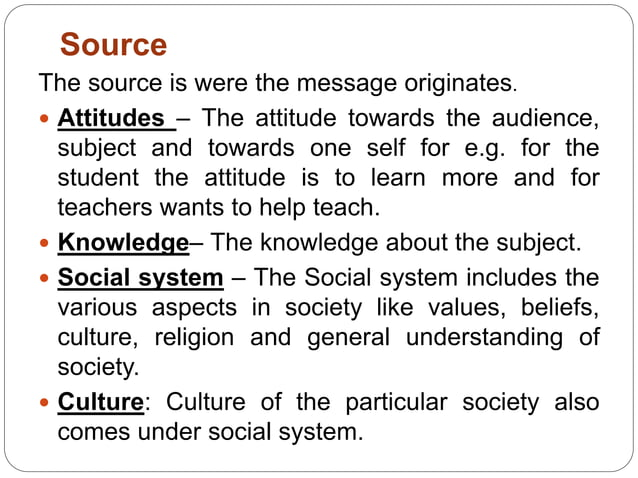 Source
The source is were the message originates.
• Attitudes – The attitude towards the audience,
subject and towards one self for e.g. for the
student the attitude is to learn more and for
teachers wants to help teach.
• Knowledge– The knowledge about the subject.
• Social system – The Social system includes the
various aspects in society like values, beliefs,
culture, religion and general understanding of
society.
• Culture: Culture of the particular society also
comes under social system.